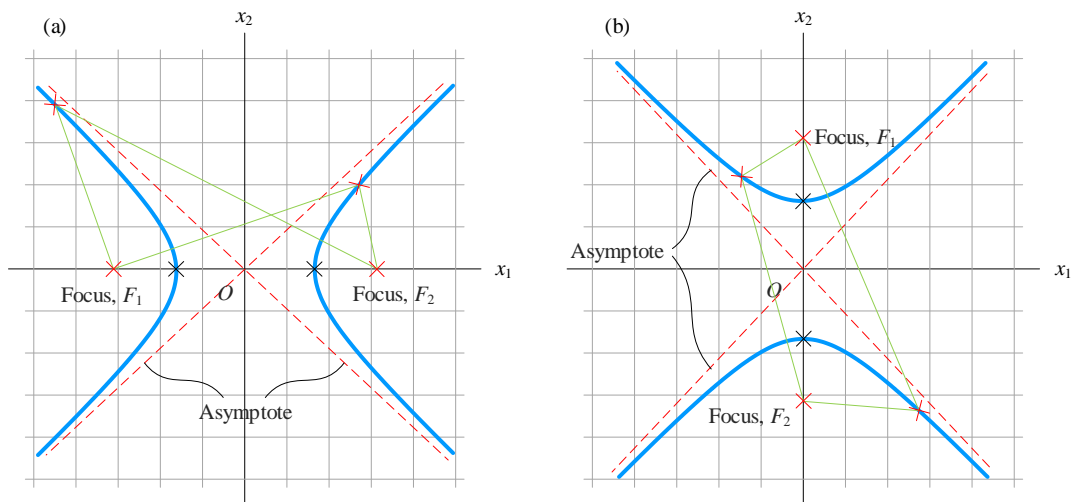 (a)
x2
x1
Focus, F1
O
Focus, F2
Asymptote
(b)
x2
Focus, F1
Asymptote
x1
O
Focus, F2